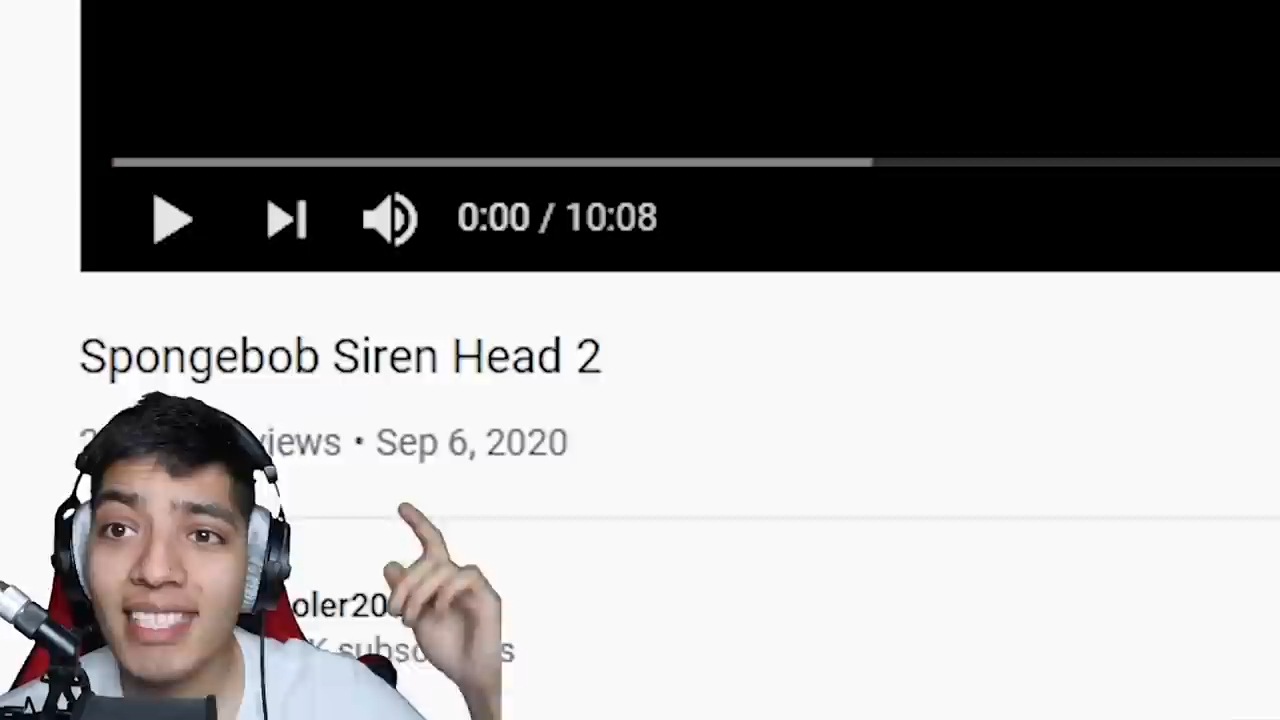 0:00 / 10:08
Spongebob Siren Head 2
views • Sep 6, 2020